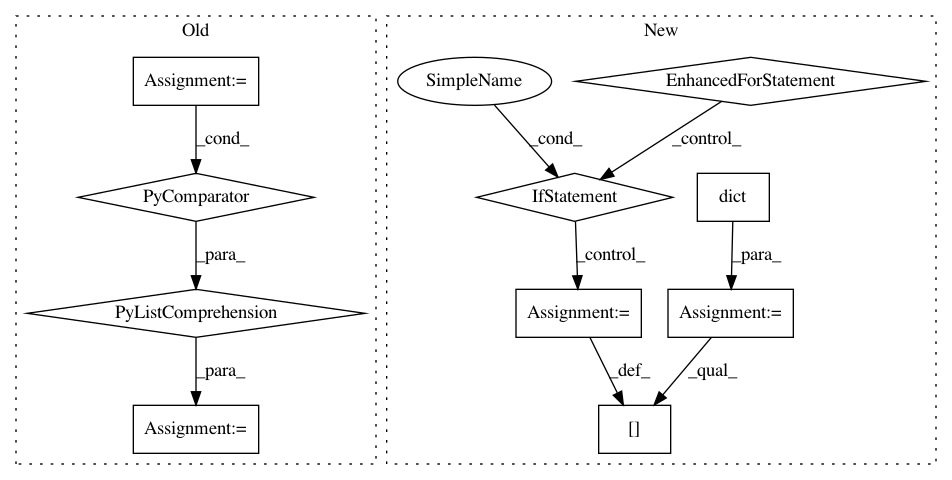 Old
New
Assignment:=
SimpleName
EnhancedForStatement
_cond_
_cond_
_control_
PyComparator
IfStatement
dict
_para_
_control_
_para_
PyListComprehension
Assignment:=
Assignment:=
_para_
_def_
_qual_
Assignment:=
[]